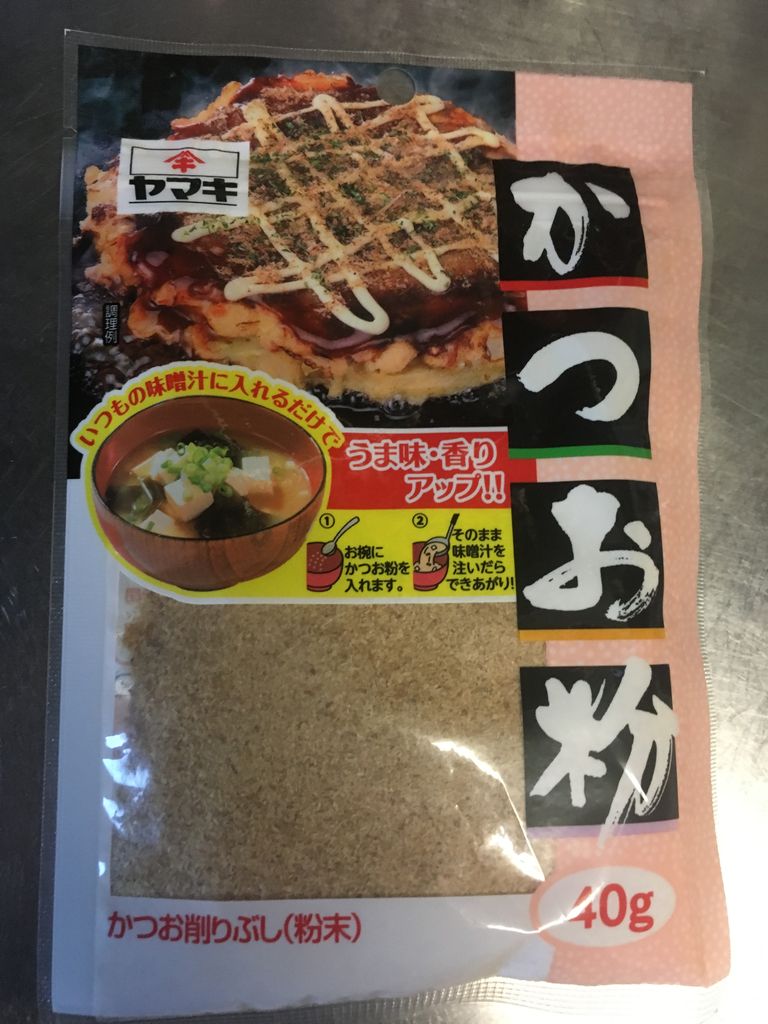 ヤマキ
かつお粉
調理例
いつもの味噌汁に入れるだけで
うま味・香り
アップ!!
①
お椀に
かつお粉を
入れます。
②
そのまま
味噌汁を
注いだら
できあがり!
かつお削りぶし(粉末)
40g